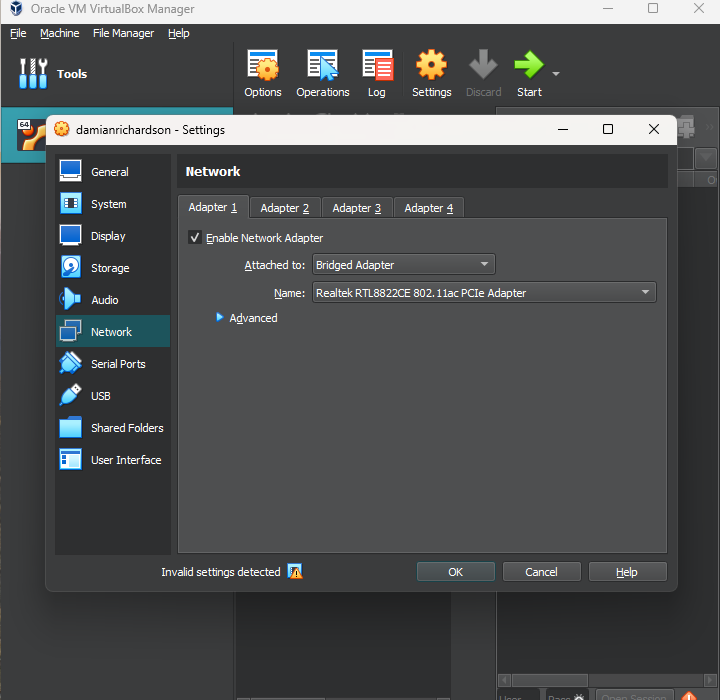 Oracle VM VirtualBox Manager
File Machine File Manager Help
Tools
Options Operations Log Settings Discard Start
64
damianrichardson - Settings
General
System
Display
Storage
Audio
Network
Serial Ports
USB
Shared Folders
User Interface
Network
Adapter 1 Adapter 2 Adapter 3 Adapter 4
Enable Network Adapter
Attached to: Bridged Adapter
Name: Realtek RTL8822CE 802.11ac PCIe Adapter
Advanced
Invalid settings detected OK Cancel Help
Open Session